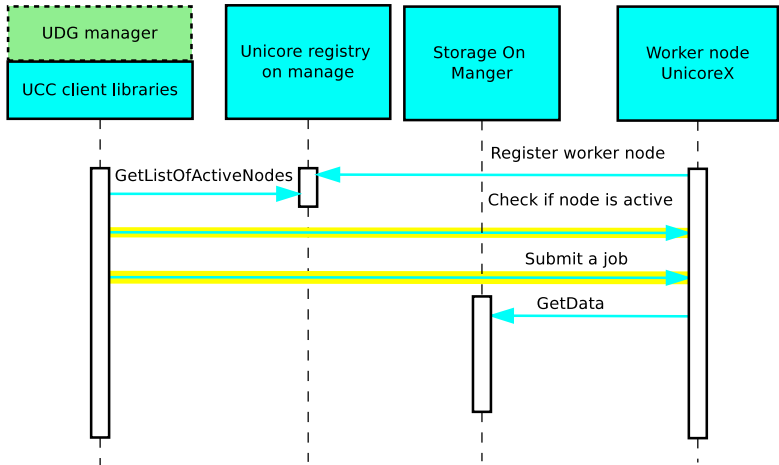 UDG manager
UCC client libraries
Unicore registry
on manage
Storage On
Manger
Worker node
UnicoreX
Register worker node
GetListOfActiveNodes
Check if node is active
Submit a job
GetData